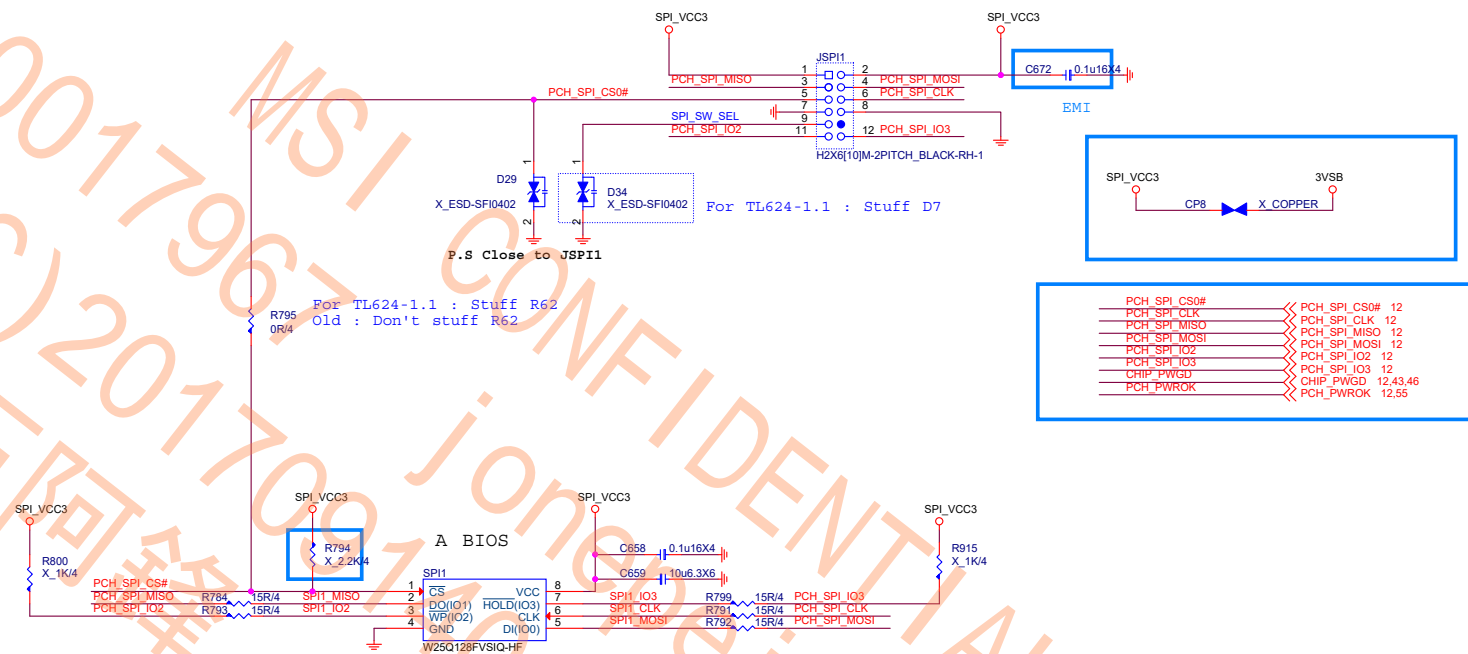 SPI_VCC3
SPI_VCC3
JSPI1
1
2
C672
0.1u16X4
PCH_SPI_MISO
3
4
PCH_SPI_MOSI
PCH_SPI_CS0#
5
6
PCH_SPI_CLK
7
8
EMI
SPI_SW_SEL
9
PCH_SPI_IO2
11
12
PCH_SPI_IO3
H2X6[10]M-2PITCH_BLACK-RH-1
1
1
D29
X_ESD-SFI0402
2
D34
X_ESD-SFI0402
2
For TL624-1.1 : Stuff D7
P.S Close to JSPI1
SPI_VCC3
3VSB
CP8
X_COPPER
For TL624-1.1 : Stuff R62
Old : Don't stuff R62
R795
0R/4
PCH_SPI_CS0#
PCH_SPI_CS0# 12
PCH_SPI_CLK
PCH_SPI_CLK 12
PCH_SPI_MISO
PCH_SPI_MISO 12
PCH_SPI_MOSI
PCH_SPI_MOSI 12
PCH_SPI_IO2
PCH_SPI_IO2 12
PCH_SPI_IO3
PCH_SPI_IO3 12
CHIP_PWGD
CHIP_PWGD 12,43,46
PCH_PWROK
PCH_PWROK 12,55
SPI_VCC3
SPI_VCC3
SPI_VCC3
SPI_VCC3
R800
X_1K/4
R794
X_2.2K/4
A BIOS
C658
0.1u16X4
C659
10u6.3X6
R915
X_1K/4
SPI1
PCH_SPI_CS#
1
CS
VCC
8
PCH_SPI_MISO
R784
15R/4
SPI1_MISO
2
DO(IO1)
HOLD(IO3)
7
SPI1_IO3
R799
15R/4
PCH_SPI_IO3
PCH_SPI_IO2
R793
15R/4
SPI1_IO2
3
WP(IO2)
CLK
6
SPI1_CLK
R791
15R/4
PCH_SPI_CLK
4
GND
DI(IO0)
5
SPI1_MOSI
R792
15R/4
PCH_SPI_MOSI
W25Q128FVSIQ-HF
MSI CONFIDENTIAL